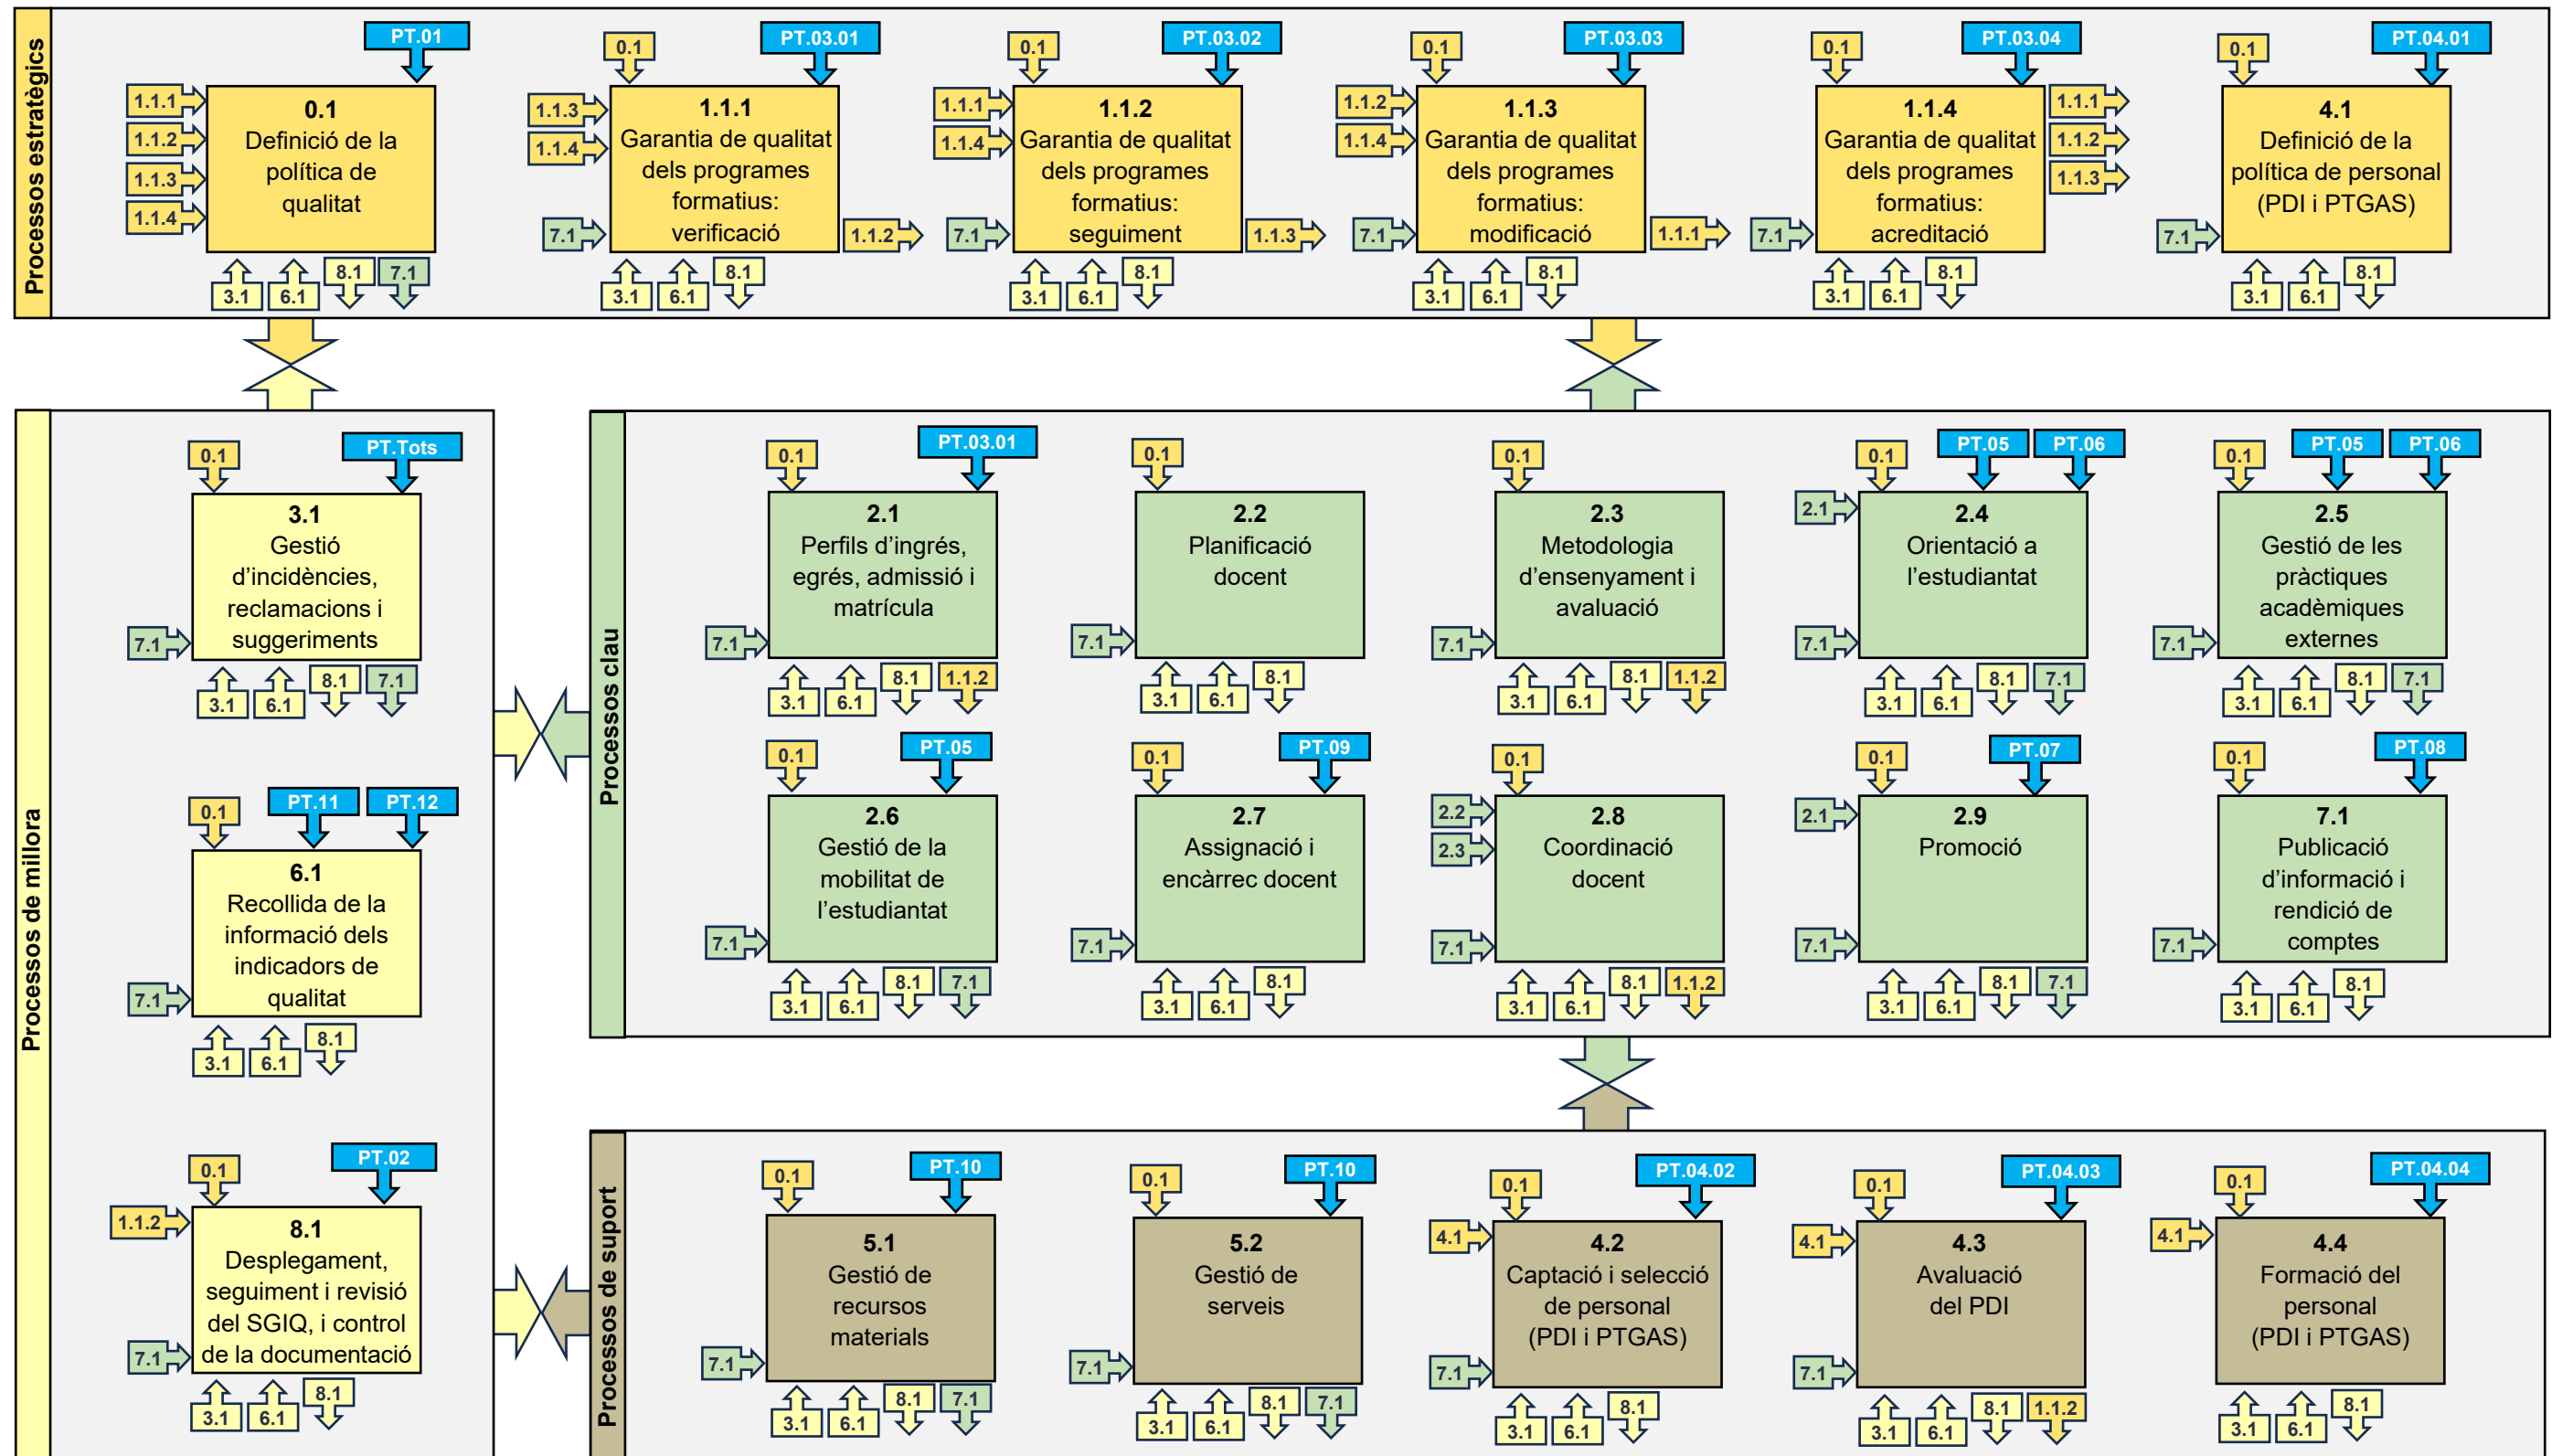 Processos estratègics
PT.01
0.1
PT.03.01
0.1
PT.03.02
0.1
PT.03.03
0.1
PT.03.04
0.1
PT.04.01
1.1.1
1.1.2
1.1.3
1.1.4
0.1
Definició de la
política de
qualitat
3.1
6.1
8.1
7.1
1.1.3
1.1.4
7.1
1.1.1
Garantia de qualitat
dels programes
formatius:
verificació
1.1.2
3.1
6.1
8.1
1.1.1
1.1.4
7.1
1.1.2
Garantia de qualitat
dels programes
formatius:
seguiment
1.1.3
3.1
6.1
8.1
1.1.2
1.1.4
7.1
1.1.3
Garantia de qualitat
dels programes
formatius:
modificació
1.1.1
3.1
6.1
8.1
7.1
1.1.4
Garantia de qualitat
dels programes
formatius:
acreditació
1.1.1
1.1.2
1.1.3
3.1
6.1
8.1
7.1
4.1
Definició de la
política de personal
(PDI i PTGAS)
3.1
6.1
8.1
Processos de millora
0.1
PT.Tots
7.1
3.1
Gestió
d’incidències,
reclamacions i
suggeriments
3.1
6.1
8.1
7.1
0.1
PT.11
PT.12
7.1
6.1
Recollida de la
informació dels
indicadors de
qualitat
3.1
6.1
8.1
0.1
PT.02
1.1.2
7.1
8.1
Desplegament,
seguiment i revisió
del SGIQ, i control
de la documentació
3.1
6.1
8.1
Processos clau
0.1
PT.03.01
7.1
2.1
Perfils d’ingrés,
egrés, admissió i
matrícula
3.1
6.1
8.1
1.1.2
0.1
7.1
2.2
Planificació
docent
3.1
6.1
8.1
0.1
7.1
2.3
Metodologia
d’ensenyament i
avaluació
3.1
6.1
8.1
1.1.2
0.1
PT.05
PT.06
2.1
7.1
2.4
Orientació a
l’estudiantat
3.1
6.1
8.1
7.1
0.1
PT.05
PT.06
7.1
2.5
Gestió de les
pràctiques
acadèmiques
externes
3.1
6.1
8.1
7.1
0.1
PT.05
7.1
2.6
Gestió de la
mobilitat de
l’estudiantat
3.1
6.1
8.1
7.1
0.1
PT.09
7.1
2.7
Assignació i
encàrrec docent
3.1
6.1
8.1
0.1
2.2
2.3
7.1
2.8
Coordinació
docent
3.1
6.1
8.1
1.1.2
0.1
PT.07
2.1
7.1
2.9
Promoció
3.1
6.1
8.1
7.1
0.1
PT.08
7.1
7.1
Publicació
d’informació i
rendició de
comptes
3.1
6.1
8.1
Processos de suport
0.1
PT.10
7.1
5.1
Gestió de
recursos
materials
3.1
6.1
8.1
7.1
0.1
PT.10
7.1
5.2
Gestió de
serveis
3.1
6.1
8.1
7.1
0.1
PT.04.02
4.1
7.1
4.2
Captació i selecció
de personal
(PDI i PTGAS)
3.1
6.1
8.1
0.1
PT.04.03
4.1
7.1
4.3
Avaluació
del PDI
3.1
6.1
8.1
1.1.2
0.1
PT.04.04
4.1
4.4
Formació del
personal
(PDI i PTGAS)
3.1
6.1
8.1